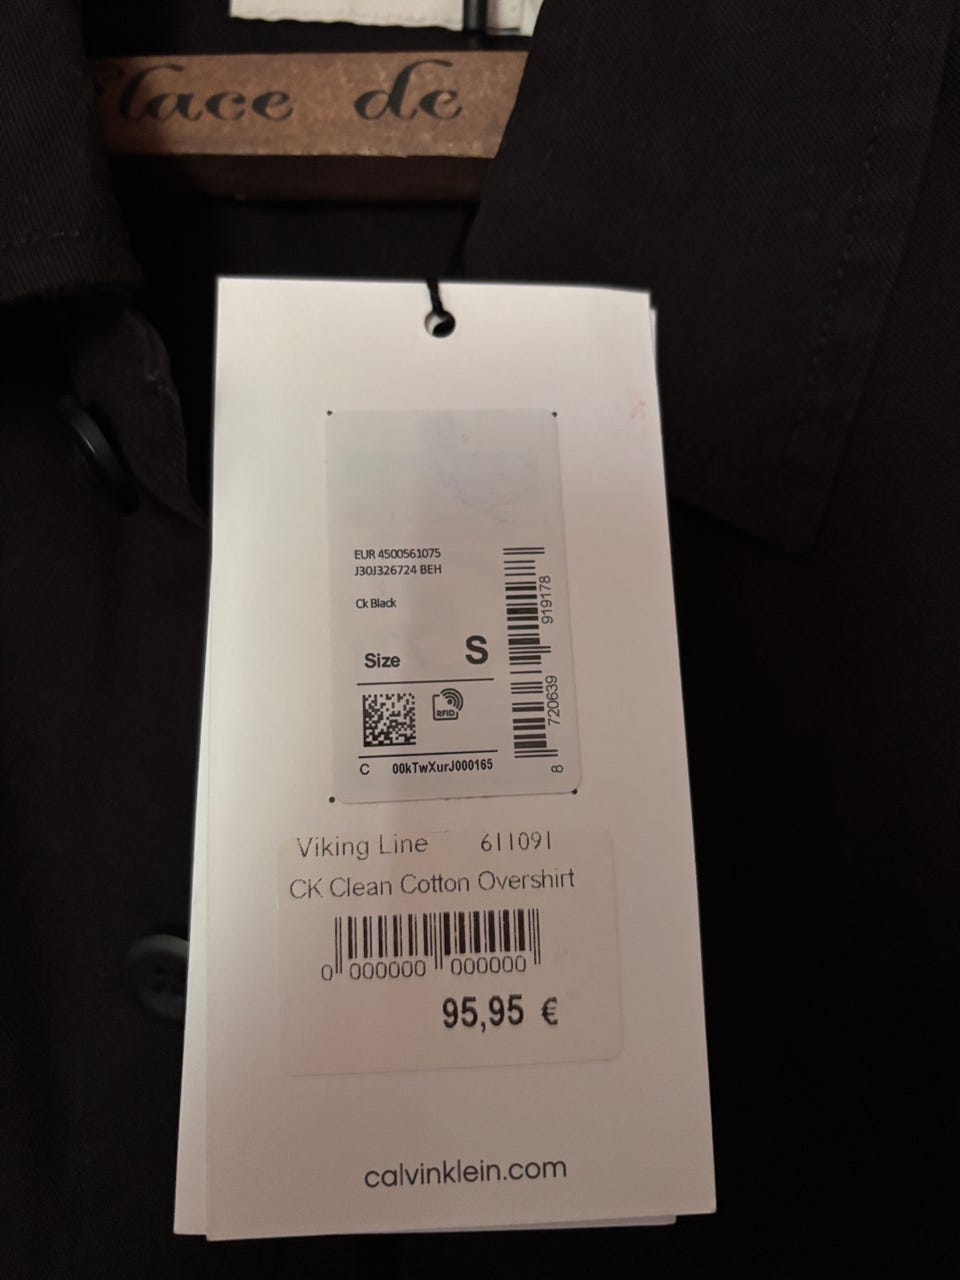 Place de
EUR 4500561075
J30J326724 BEH
Ck Black
Size S
RFID
C 00kTwXurJ000165
8 720639 919178
Viking Line 611091
CK Clean Cotton Overshirt
0 000000 000000
95,95 €
calvinklein.com